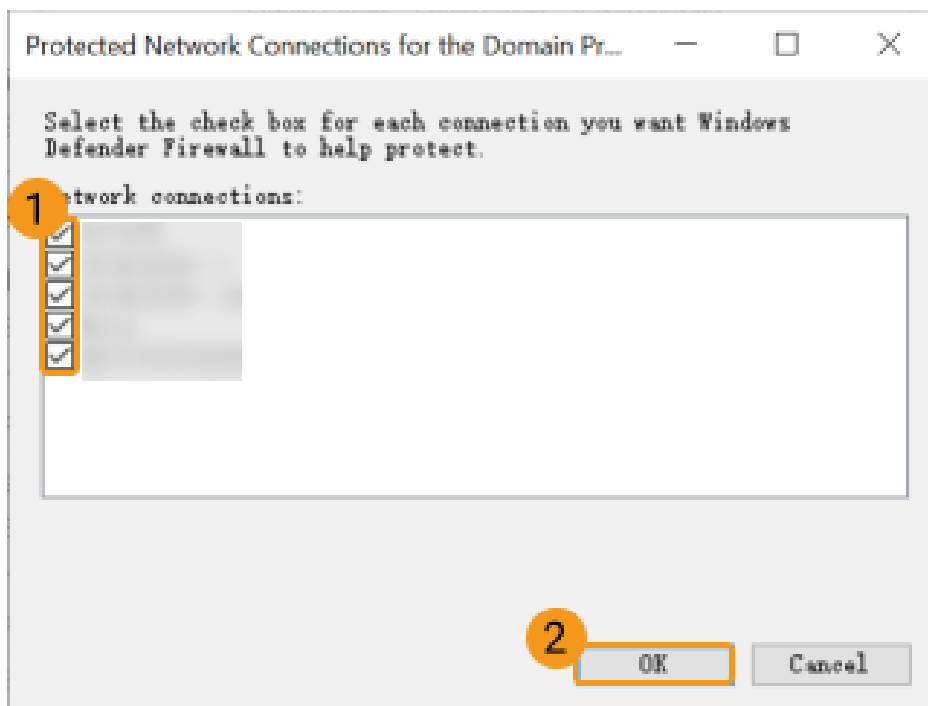 Protected Network Connections for the Domain Pr...
Select the check box for each connection you want Windows
Defender Firewall to help protect.
connections:
1
2
OK
Cancel